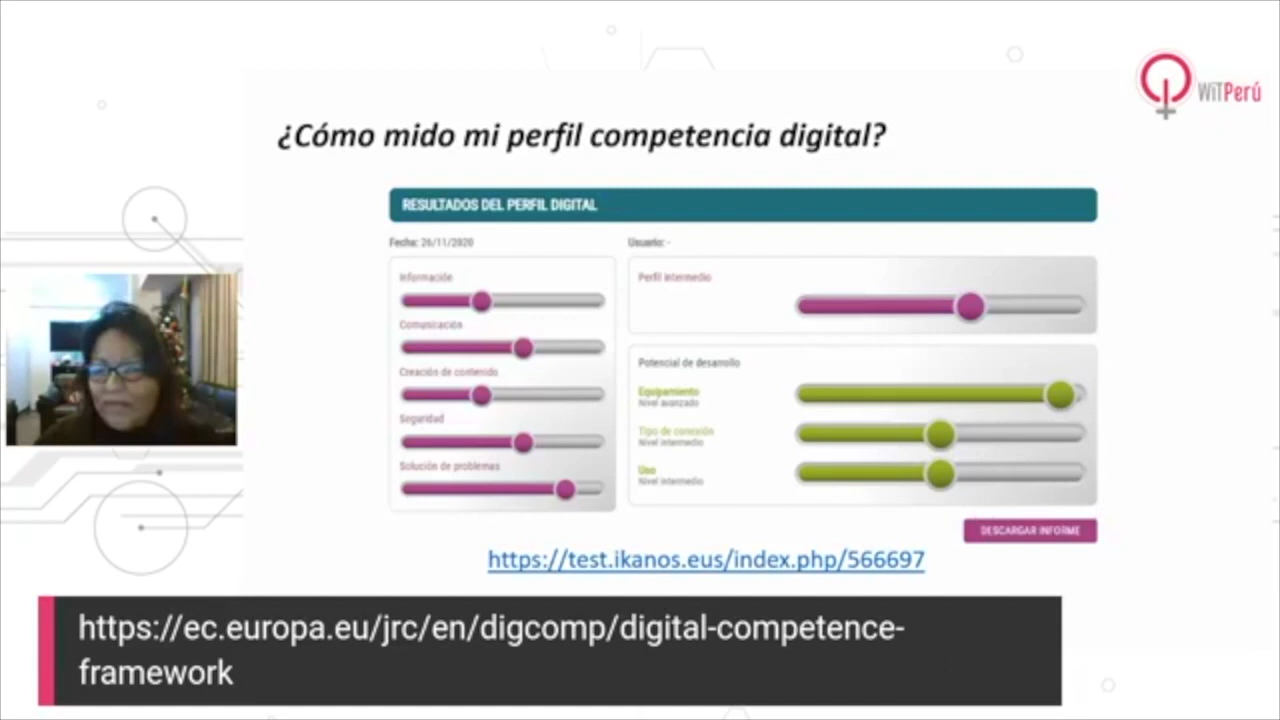 WiTPerú
¿Cómo mido mi perfil competencia digital?
RESULTADOS DEL PERFIL DIGITAL
Fecha: 26/11/2020
Usuario: -
Información
Comunicación
Creación de contenido
Seguridad
Solución de problemas
Perfil intermedio
Potencial de desarrollo
Equipamiento
Nivel avanzado
Tipo de conexión
Nivel intermedio
Uso
Nivel intermedio
DESCARGAR INFORME
https://test.ikanos.eus/index.php/566697
https://ec.europa.eu/jrc/en/digcomp/digital-competence-
framework